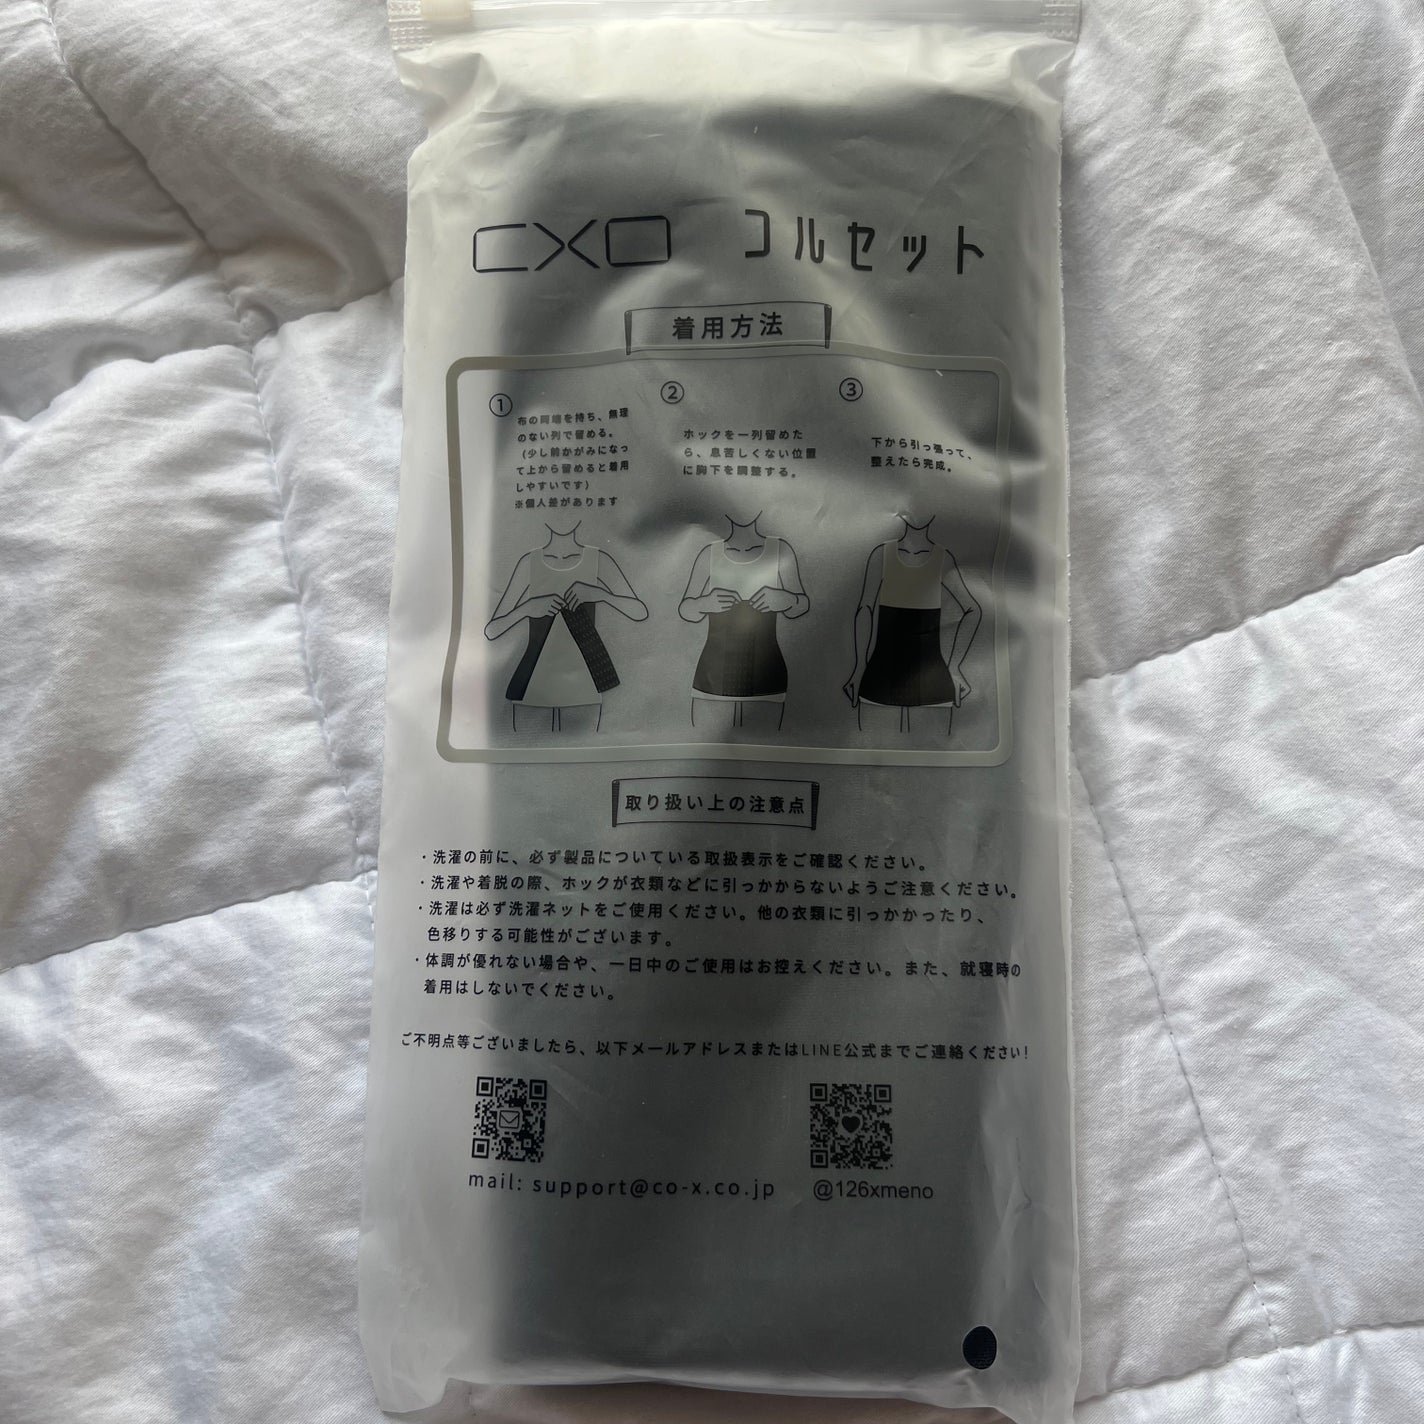 CXO コルセット
着用方法
①
布の両端を持ち、無理
のない列で留める。
(少し前かがみになっ
て上から留めると着用
しやすいです)
※個人差があります
②
ホックを一列留めた
ら、息苦しくない位置
に胸下を調整する。
③
下から引っ張って、
整えたら完成。
取り扱い上の注意点
・洗濯の前に、必ず製品についている取扱表示をご確認ください。
・洗濯や着脱の際、ホックが衣類などに引っかからないようご注意ください。
・洗濯は必ず洗濯ネットをご使用ください。他の衣類に引っかかったり、
色移りする可能性がございます。
・体調が優れない場合や、一日中のご使用はお控えください。また、就寝時の
着用はしないでください。
ご不明点等ございましたら、以下メールアドレスまたはLINE公式までご連絡ください!
mail: support@co-x.co.jp
@126xmeno